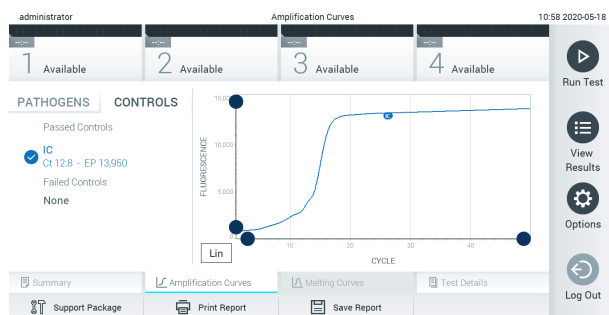 administrator
Amplification Curves
10:58 2020-05-18
--:--
--:--
--:--
--:--
1 Available
2 Available
3 Available
4 Available
Run Test
View
Results
Options
Log Out
PATHOGENS
CONTROLS
Passed Controls
IC
Ct 12.8 - EP 13,950
Failed Controls
None
FLUORESCENCE
15,000
10,000
5,000
0
IC
10
20
30
40
CYCLE
Lin
Summary
Amplification Curves
Melting Curves
Test Details
Support Package
Print Report
Save Report